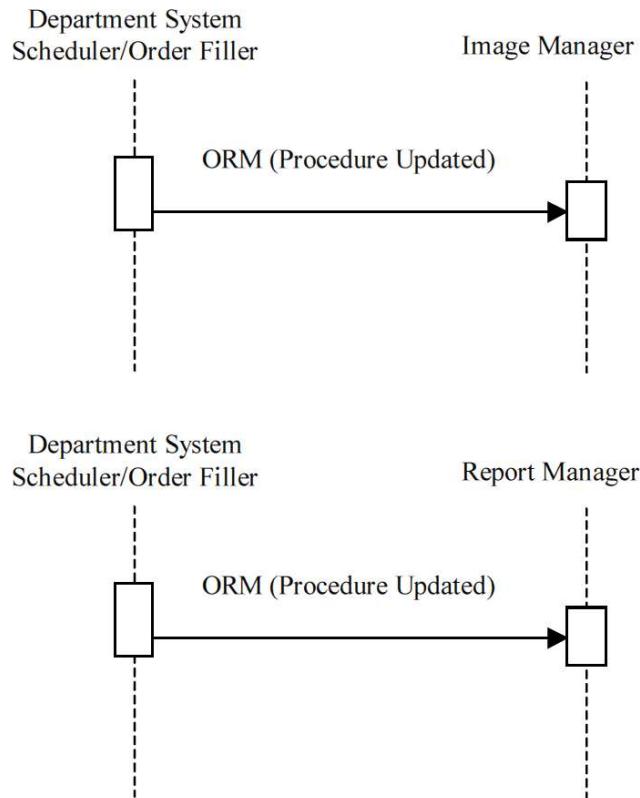 Department System
Scheduler/Order Filler
Image Manager
ORM (Procedure Updated)
Department System
Scheduler/Order Filler
Report Manager
ORM (Procedure Updated)